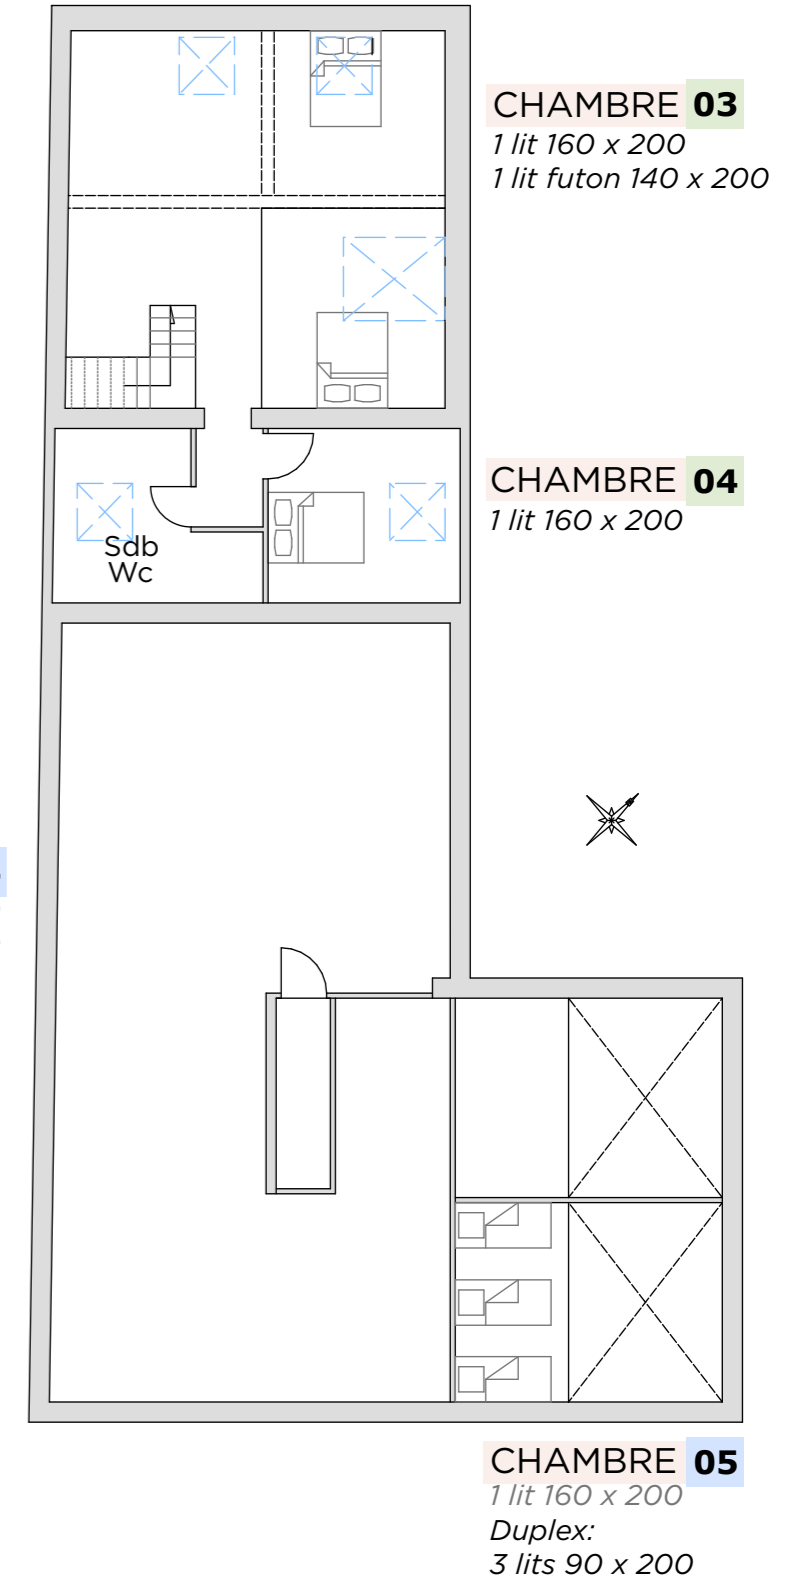 CHAMBRE 03
1 lit 160 x 200
1 lit futon 140 x 200
CHAMBRE 04
1 lit 160 x 200
Sdb
Wc
CHAMBRE 05
1 lit 160 x 200
Duplex:
3 lits 90 x 200